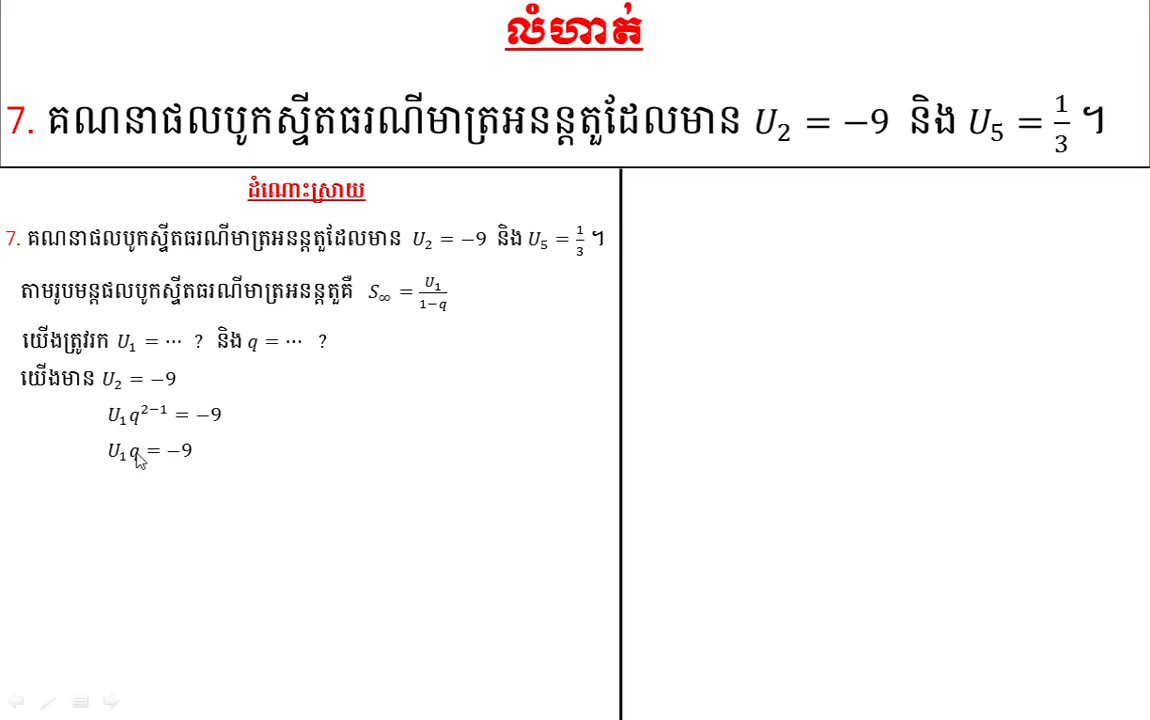 លំហាត់
7. គណនាផលបូកស្វ៊ីតធរណីមាត្រអនន្តតួដែលមាន U₂ = −9 និង U₅ = 1/3 ។
ដំណោះស្រាយ
7. គណនាផលបូកស្វ៊ីតធរណីមាត្រអនន្តតួដែលមាន U₂ = −9 និង U₅ = 1/3 ។
តាមរូបមន្តផលបូកស្វ៊ីតធរណីមាត្រអនន្តតួគឺ S∞ = U₁/(1−q)
យើងត្រូវរក U₁ = ⋯ ? និង q = ⋯ ?
យើងមាន U₂ = −9
U₁q²⁻¹ = −9
U₁q = −9